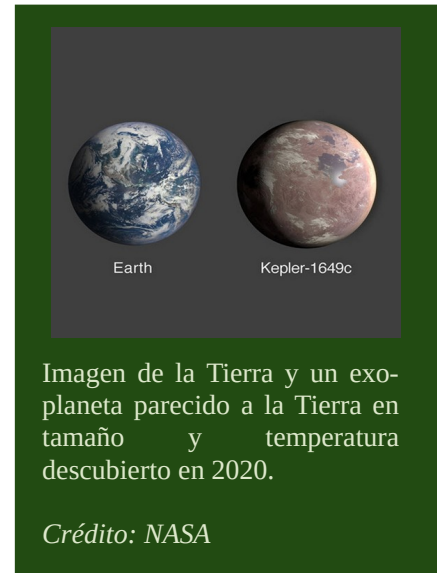 Earth
Kepler-1649c
Imagen de la Tierra y un exo-
planeta parecido a la Tierra en
tamaño y temperatura
descubierto en 2020.
Crédito: NASA